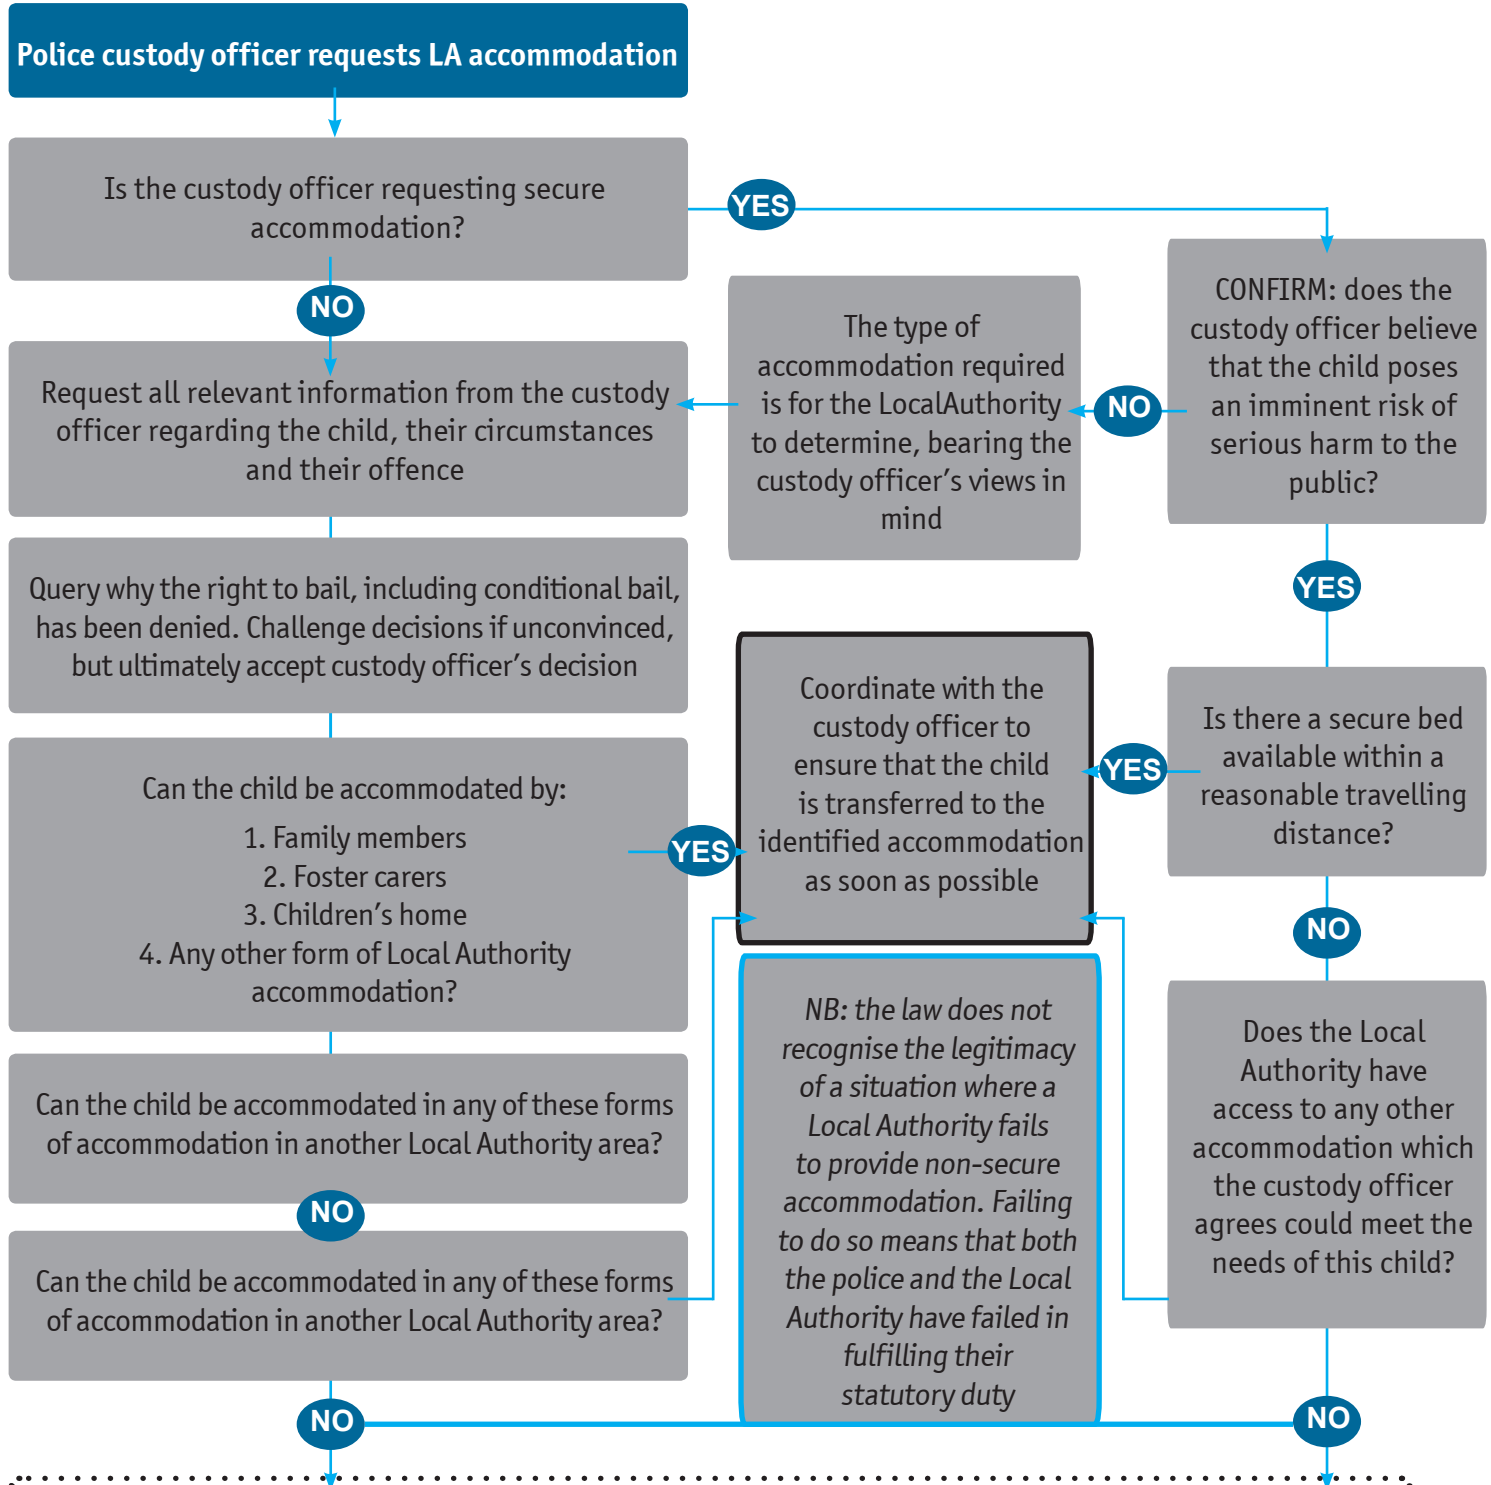 Police custody officer requests LA accommodation
Is the custody officer requesting secure
accommodation?
YES
NO
CONFIRM: does the
custody officer believe
that the child poses
an imminent risk of
serious harm to the
public?
NO
The type of
accommodation required
is for the LocalAuthority
to determine, bearing the
custody officer’s views in
mind
Request all relevant information from the custody
officer regarding the child, their circumstances
and their offence
Query why the right to bail, including conditional bail,
has been denied. Challenge decisions if unconvinced,
but ultimately accept custody officer’s decision
YES
Is there a secure bed
available within a
reasonable travelling
distance?
YES
Coordinate with the
custody officer to
ensure that the child
is transferred to the
identified accommodation
as soon as possible
Can the child be accommodated by:
1. Family members
2. Foster carers
3. Children’s home
4. Any other form of Local Authority
accommodation?
YES
NO
Does the Local
Authority have
access to any other
accommodation which
the custody officer
agrees could meet the
needs of this child?
NB: the law does not
recognise the legitimacy
of a situation where a
Local Authority fails
to provide non-secure
accommodation. Failing
to do so means that both
the police and the Local
Authority have failed in
fulfilling their
statutory duty
Can the child be accommodated in any of these forms
of accommodation in another Local Authority area?
NO
Can the child be accommodated in any of these forms
of accommodation in another Local Authority area?
NO
NO